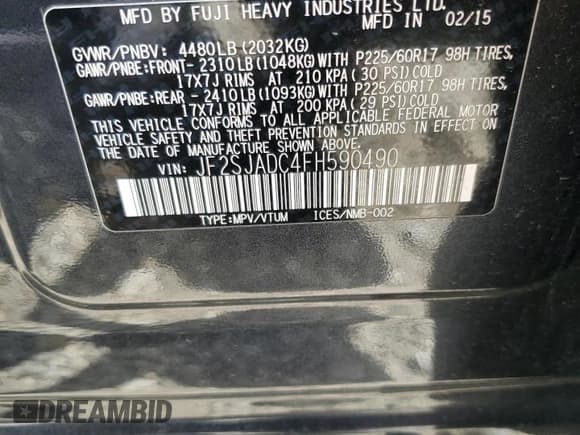 MFD BY FUJI HEAVY INDUSTRIES LTD.
MFD IN 02/15
GVWR/PNBV: 4480LB(2032KG)
GAWR/PNBE:FRONT-2310LB(1048KG)WITH P225/60R17 98H TIRES,
17X7J RIMS AT 210 KPA(30 PSI)COLD
GAWR/PNBE:REAR -2410LB(1093KG)WITH P225/60R17 98H TIRES,
17X7J RIMS AT 200 KPA(29 PSI)COLD
THIS VEHICLE CONFORMS TO ALL APPLICABLE FEDERAL MOTOR
VEHICLE SAFETY AND THEFT PREVENTION STANDARDS IN EFFECT
ON THE DATE OF MANUFACTURE SHOWN ABOVE.
VIN: JF2SJADC4FH590490
TYPE:MPV/VTUM ICES/NMB-002
DREAMBID